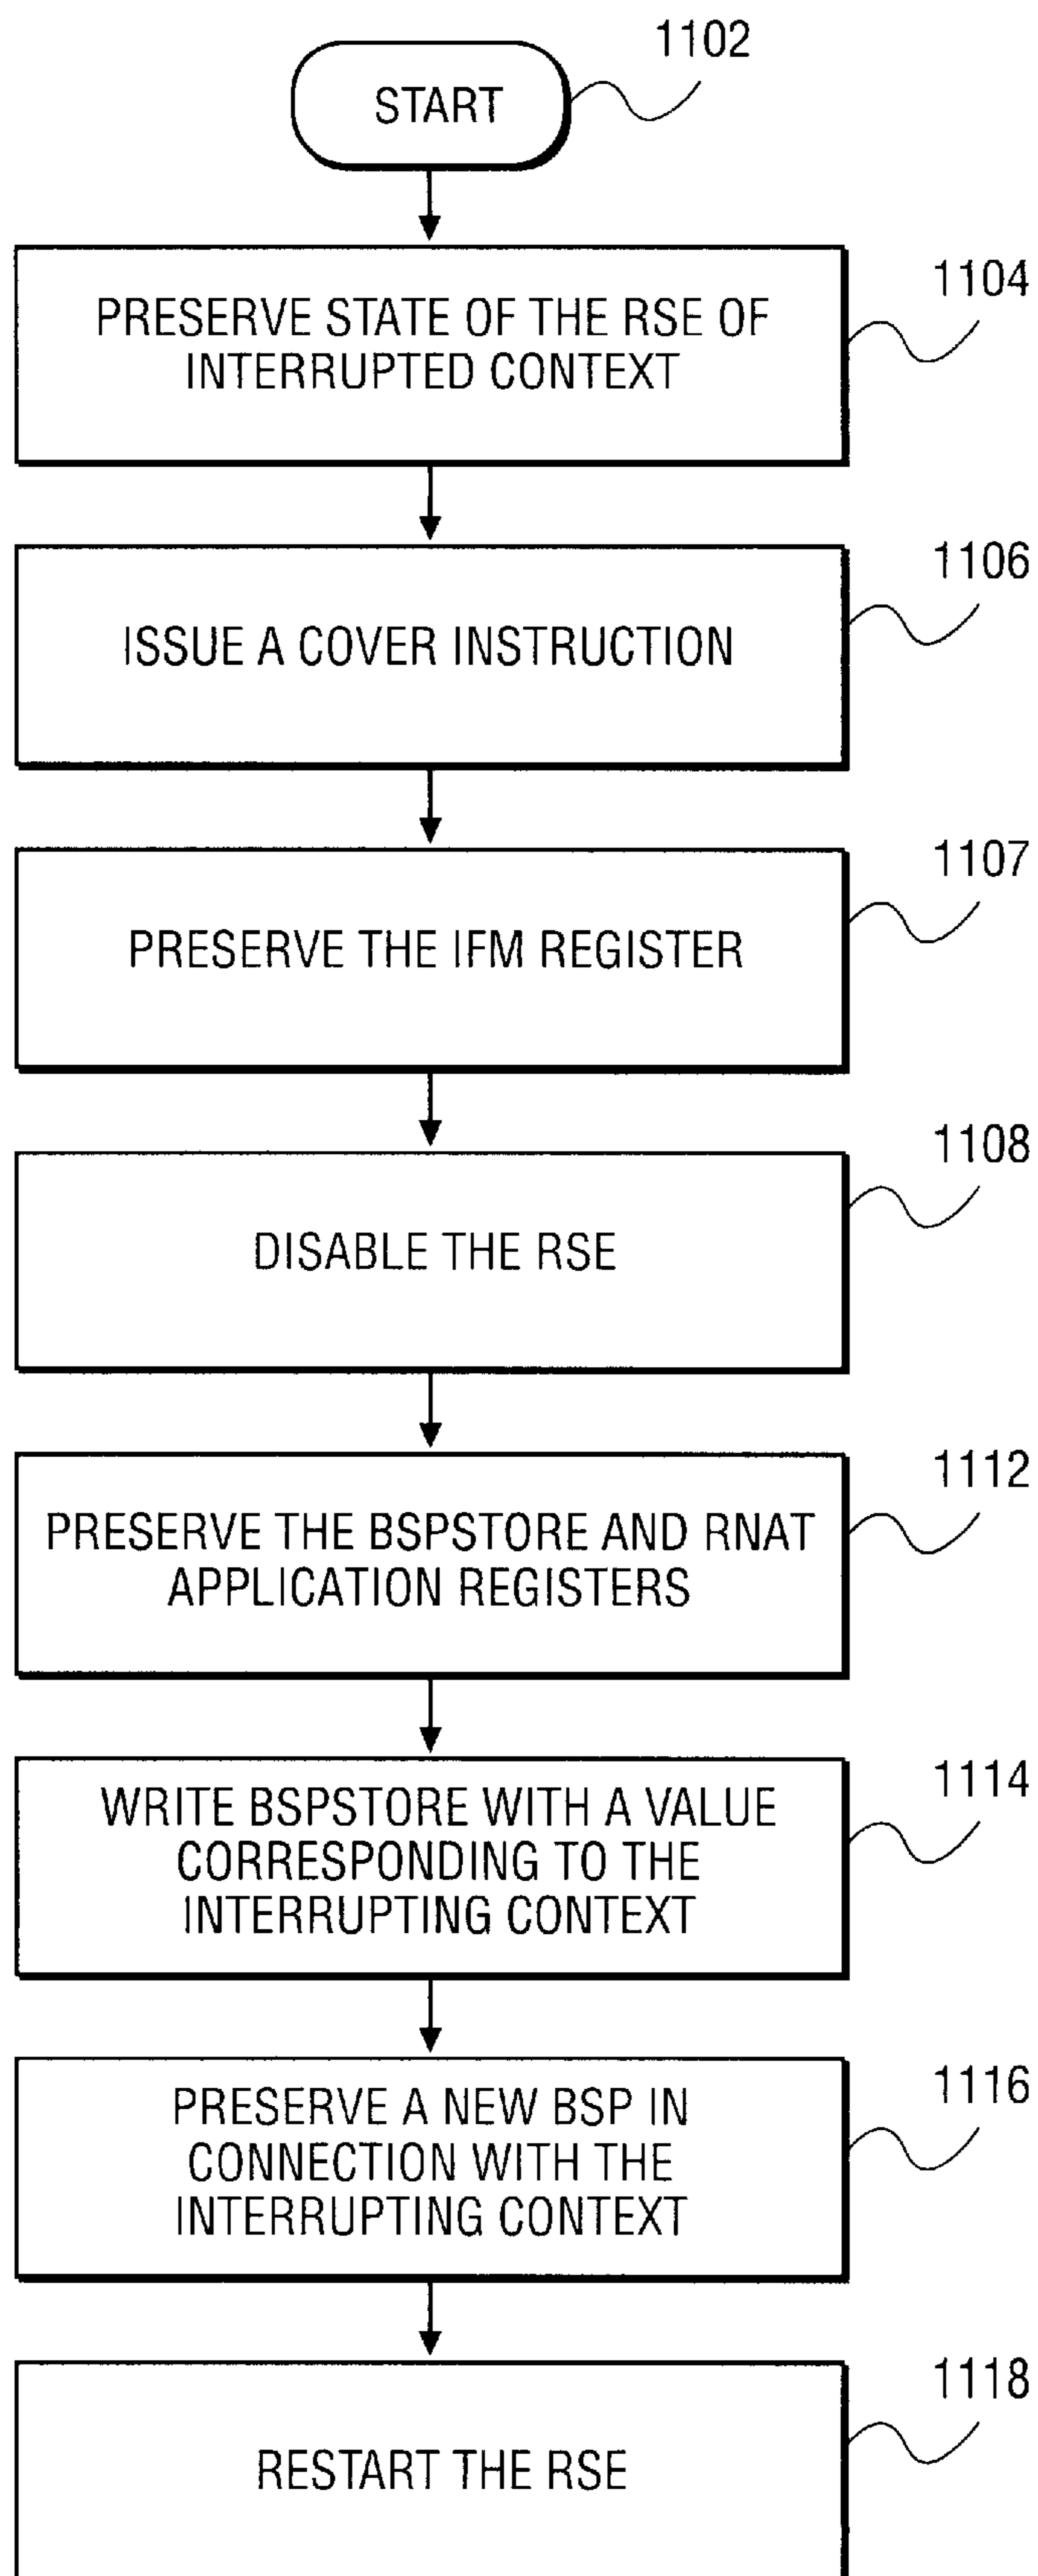 1102
START
1104
PRESERVE STATE OF THE RSE OF
INTERRUPTED CONTEXT
1106
ISSUE A COVER INSTRUCTION
1107
PRESERVE THE IFM REGISTER
1108
DISABLE THE RSE
1112
PRESERVE THE BSPSTORE AND RNAT
APPLICATION REGISTERS
1114
WRITE BSPSTORE WITH A VALUE
CORRESPONDING TO THE
INTERRUPTING CONTEXT
1116
PRESERVE A NEW BSP IN
CONNECTION WITH THE
INTERRUPTING CONTEXT
1118
RESTART THE RSE